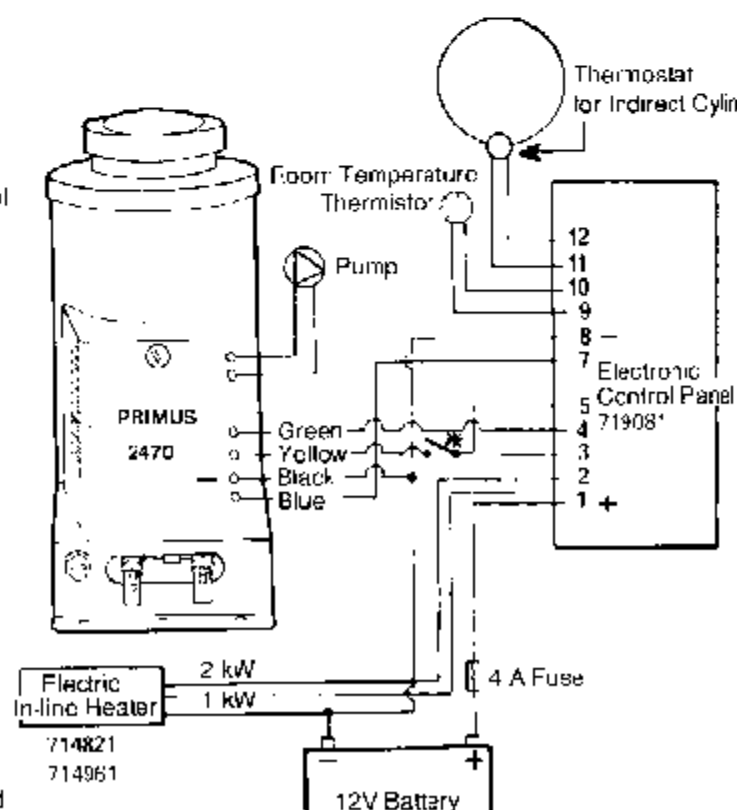 Thermostat
for Indirect Cylin
Room Temperature
Thermistor
Pump
12
11
10
9
8 –
7
5
4
3
2
1 +
Electronic
Control Panel
719081
PRIMUS
2470
Green
Yellow
Black
Blue
–
2 kW
1 kW
Electric
In-line Heater
714821
714961
4 A Fuse
– +
12V Battery